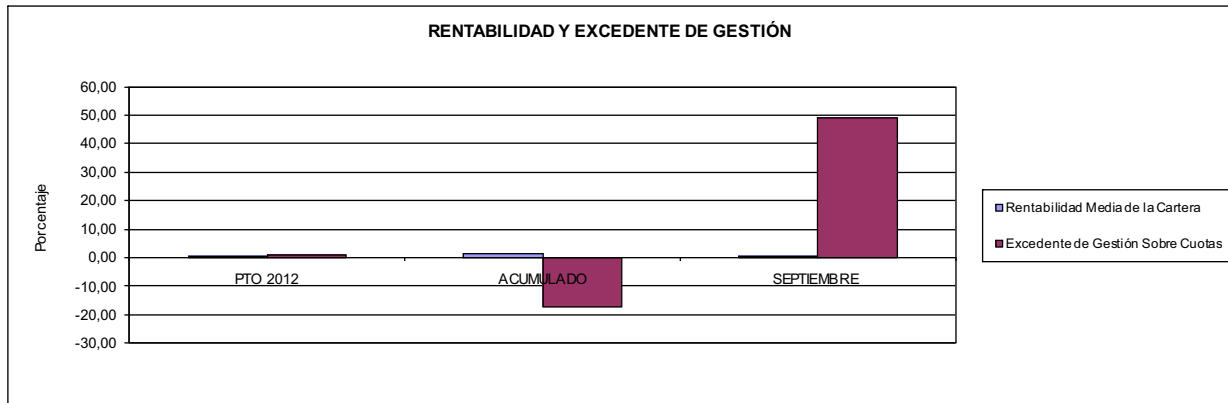 RENTABILIDAD Y EXCEDENTE DE GESTIÓN
60,00
50,00
40,00
30,00
20,00
10,00
0,00
-10,00
-20,00
-30,00
Porcentaje
PTO 2012
ACUMULADO
SEPTIEMBRE
Rentabilidad Media de la Cartera
Excedente de Gestión Sobre Cuotas